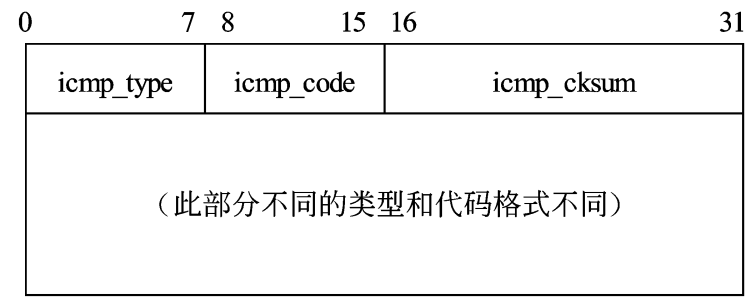 0 7 8 15 16 31
icmp_type icmp_code icmp_cksum
（此部分不同的类型和代码格式不同）